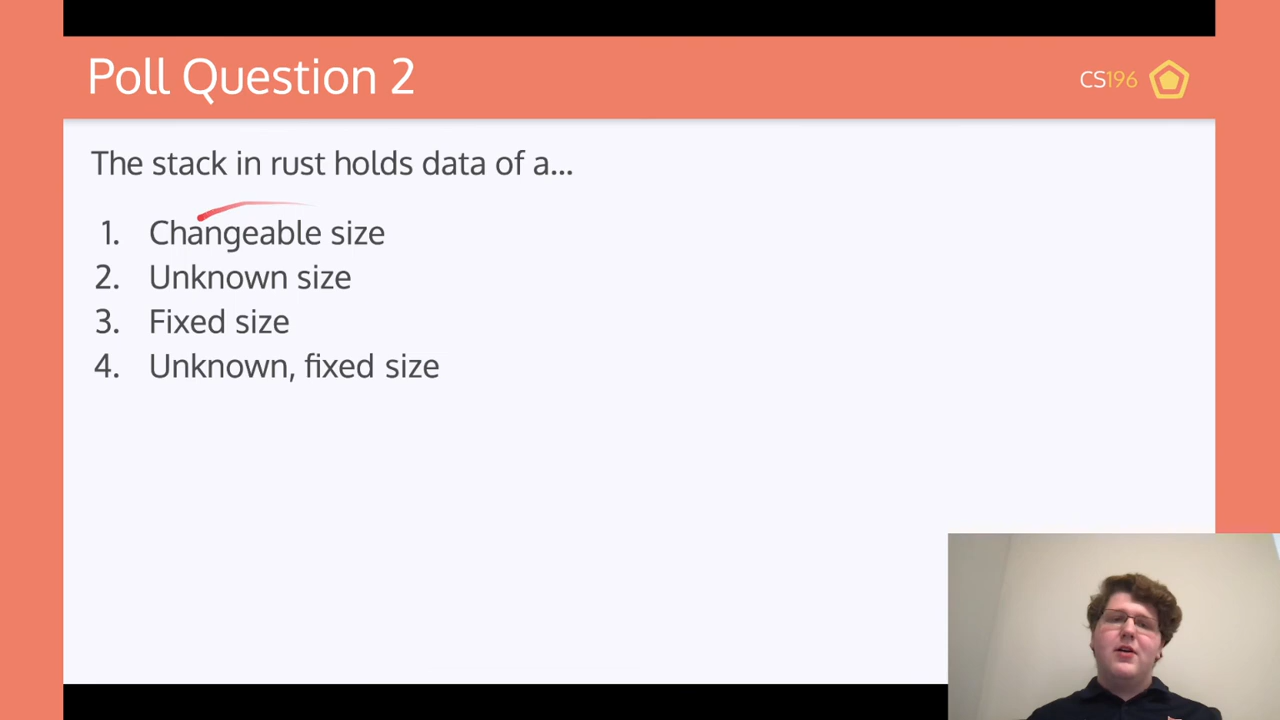 Poll Question 2
CS196
The stack in rust holds data of a...
1. Changeable size
2. Unknown size
3. Fixed size
4. Unknown, fixed size